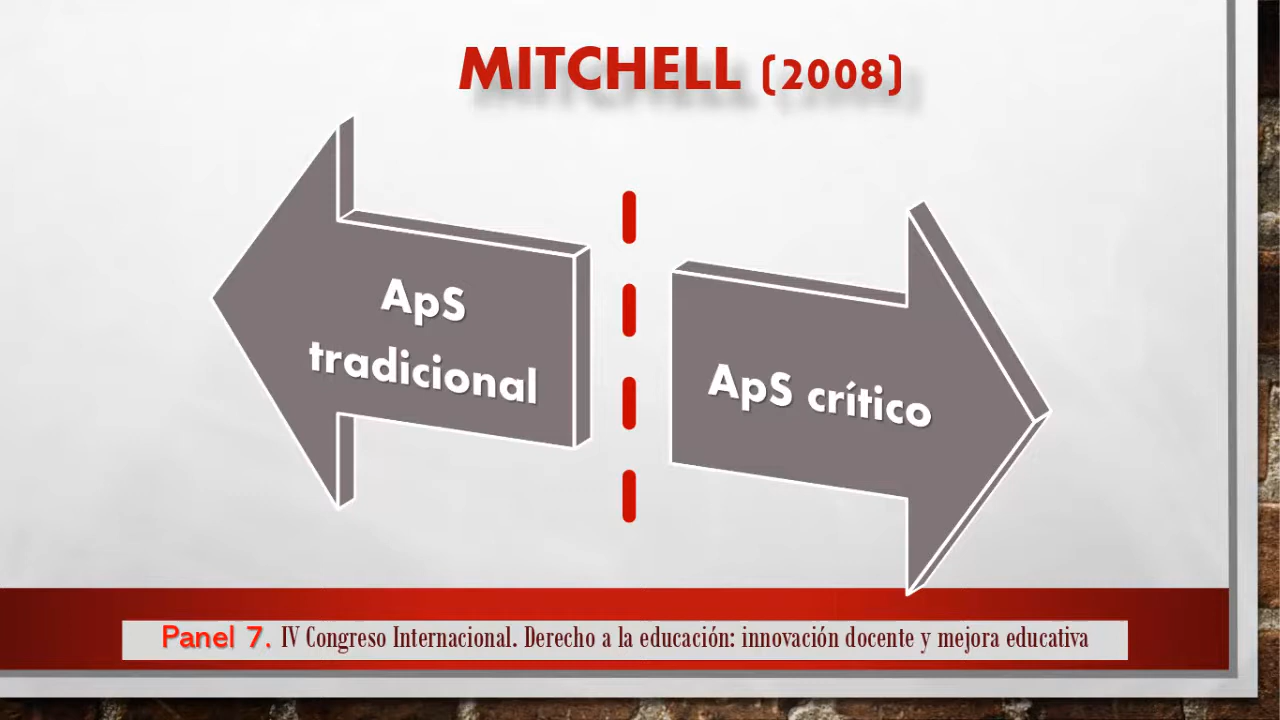 MITCHELL (2008)
ApS
tradicional
ApS crítico
Panel 7. IV Congreso Internacional. Derecho a la educación: innovación docente y mejora educativa